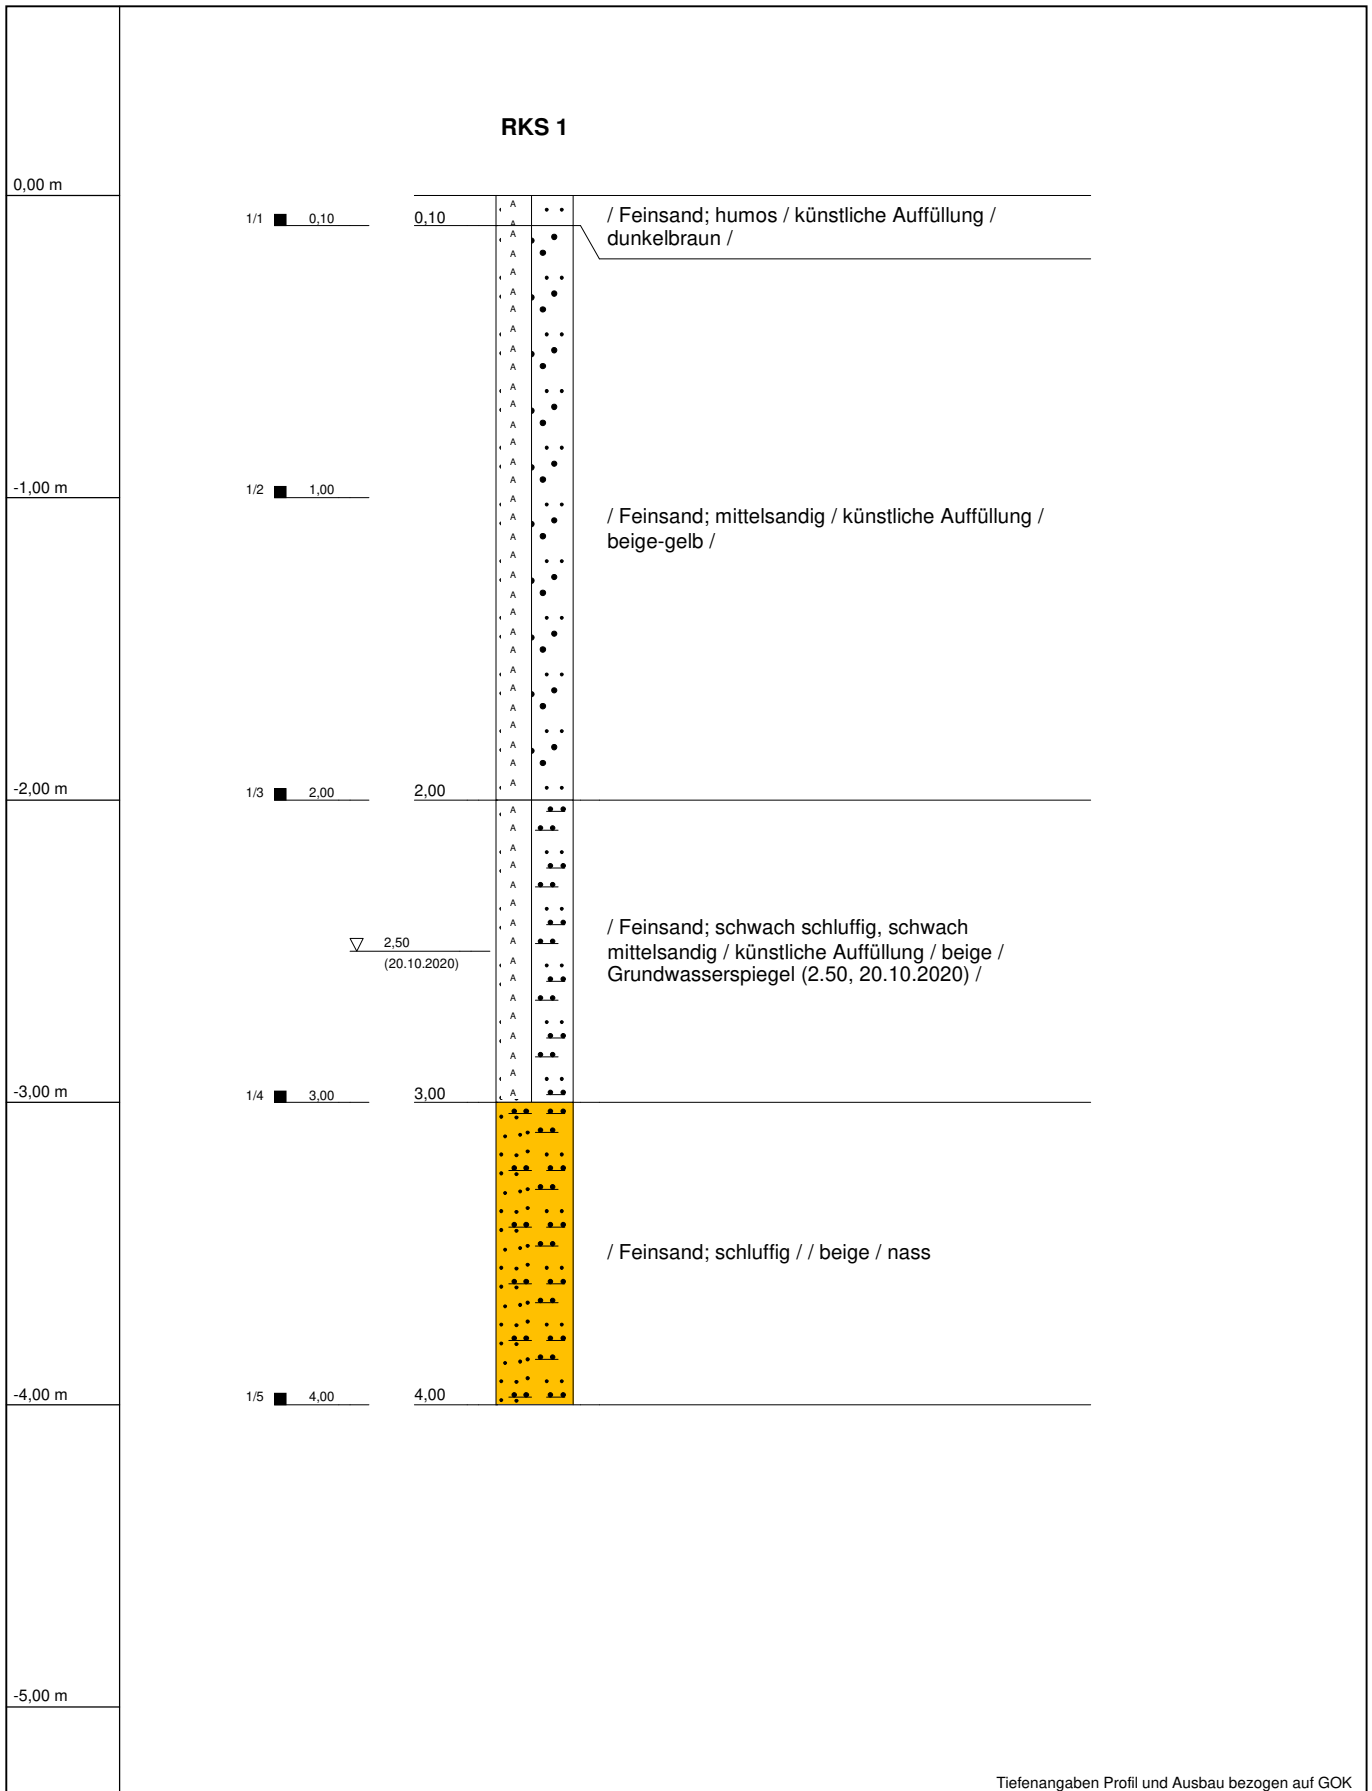 RKS 1
0,00 m
1/1 0,10 0,10
/ Feinsand; humos / künstliche Auffüllung /
dunkelbraun /
-1,00 m
1/2 1,00
/ Feinsand; mittelsandig / künstliche Auffüllung /
beige-gelb /
-2,00 m
1/3 2,00 2,00
/ Feinsand; schwach schluffig, schwach
mittelsandig / künstliche Auffüllung / beige /
Grundwasserspiegel (2.50, 20.10.2020) /
2,50
(20.10.2020)
-3,00 m
1/4 3,00 3,00
/ Feinsand; schluffig / / beige / nass
-4,00 m
1/5 4,00 4,00
-5,00 m
Tiefenangaben Profil und Ausbau bezogen auf GOK